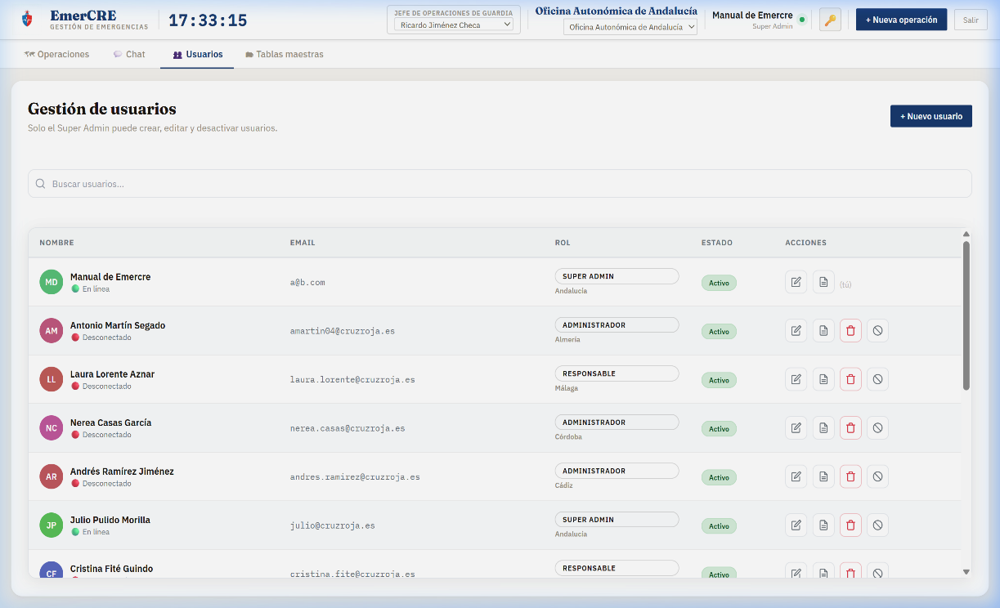 EmerCRE
GESTIÓN DE EMERGENCIAS
17:33:15
JEFE DE OPERACIONES DE GUARDIA
Ricardo Jiménez Checa
Oficina Autonómica de Andalucía
Oficina Autonómica de Andalucía
Manual de Emercre
Super Admin
+ Nueva operación
Salir
Operaciones
Chat
Usuarios
Tablas maestras
Gestión de usuarios
Solo el Super Admin puede crear, editar y desactivar usuarios.
+ Nuevo usuario
Buscar usuarios...
NOMBRE EMAIL ROL ESTADO ACCIONES
MD Manual de Emercre a@b.com SUPER ADMIN Activo (tú)
En línea Andalucía
AM Antonio Martín Segado amartin04@cruzroja.es ADMINISTRADOR Activo
Desconectado Almería
LL Laura Lorente Aznar laura.lorente@cruzroja.es RESPONSABLE Activo
Desconectado Málaga
NC Nerea Casas García nerea.casas@cruzroja.es ADMINISTRADOR Activo
Desconectado Córdoba
AR Andrés Ramírez Jiménez andres.ramirez@cruzroja.es ADMINISTRADOR Activo
Desconectado Cádiz
JP Julio Pulido Morilla julio@cruzroja.es SUPER ADMIN Activo
En línea Andalucía
CF Cristina Fité Guindo cristina.fite@cruzroja.es RESPONSABLE Activo